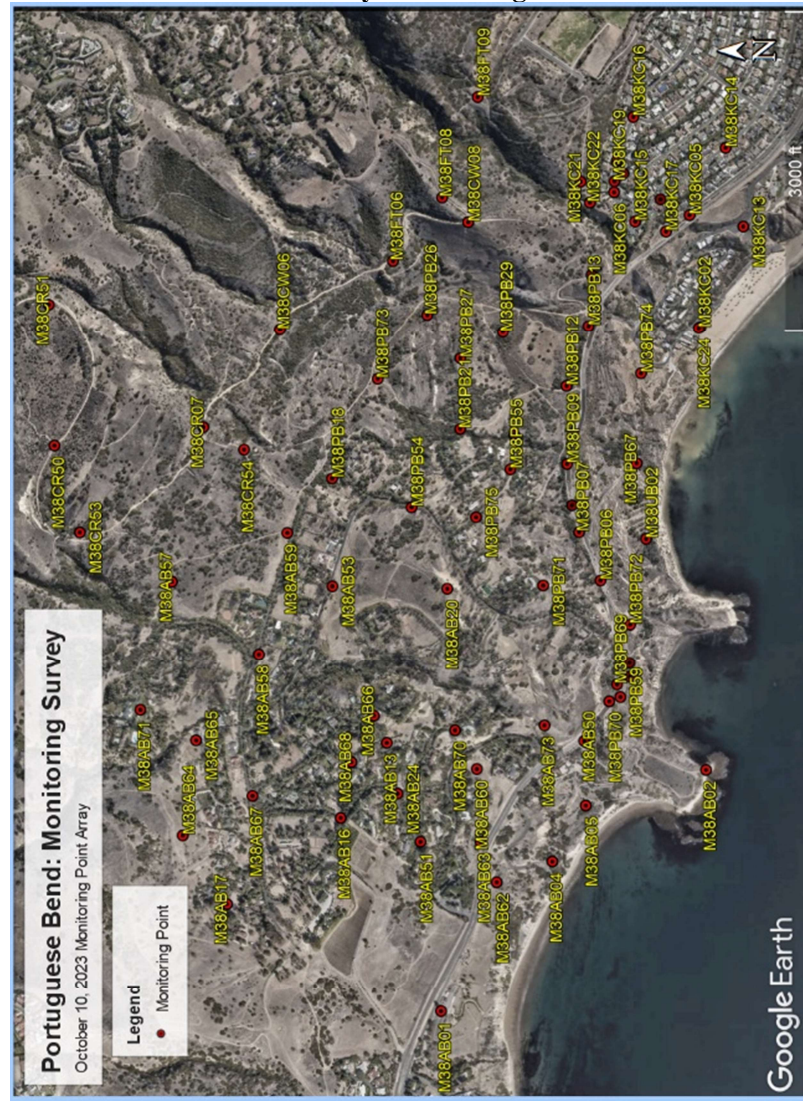 Portuguese Bend: Monitoring Survey
October 10, 2023 Monitoring Point Array
Legend
Monitoring Point
M38AB71
M38AB57
M38CR53
M38CR50
M38CR51
M38AB64
M38AB65
M38CR07
M38AB17
M38AB67
M38AB58
M38CR54
M38AB59
M38CW06
M38AB16
M38AB68
M38AB66
M38AB53
M38PB18
M38PB73
M38FT06
M38AB13
M38AB24
M38AB51
M38PB54
M38PB26
M38FT08
M38FT09
M38AB01
M38AB70
M38AB20
M38PB21
M38PB27
M38CW08
M38AB63
M38AB60
M38PB75
M38PB55
M38PB29
M38AB62
M38AB04
M38AB73
M38PB71
M38PB07
M38PB09
M38PB12
M38PB13
M38KC21
M38KC22
M38AB05
M38AB50
M38PB70
M38PB59
M38PB69
M38PB06
M38PB72
M38UB02
M38PB67
M38PB74
M38KC06
M38KC15
M38KC19
M38KC16
M38KC17
M38KC05
M38AB02
M38KC24
M38KC02
M38KC13
M38KC14
N
Google Earth
3000 ft